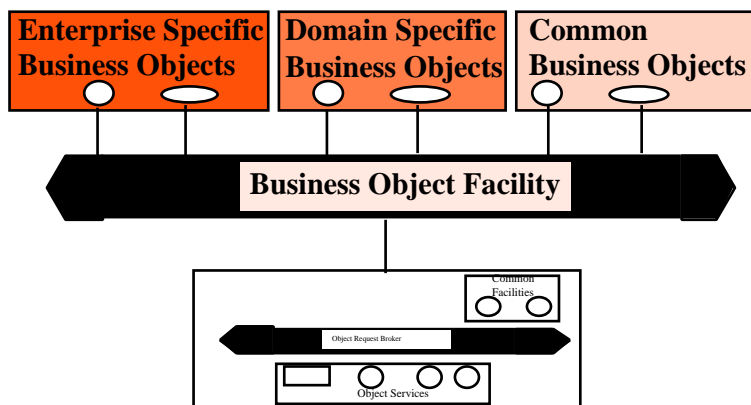 Enterprise Specific
Business Objects
Domain Specific
Business Objects
Common
Business Objects
Business Object Facility
Common
Facilities
Object Request Broker
Object Services